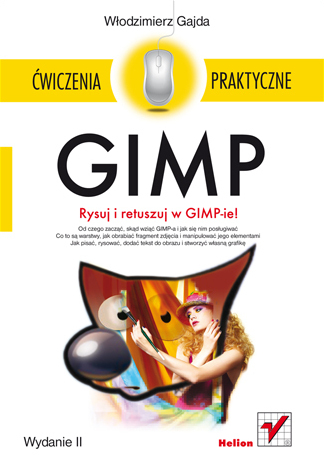 Włodzimierz Gajda
ĆWICZENIA PRAKTYCZNE
GIMP
Rysuj i retuszuj w GIMP-ie!
Od czego zacząć, skąd wziąć GIMP-a i jak się nim posługiwać
Co to są warstwy, jak obrabiać fragment zdjęcia i manipulować jego elementami
Jak pisać, rysować, dodać tekst do obrazu i stworzyć własną grafikę
Wydanie II
Helion